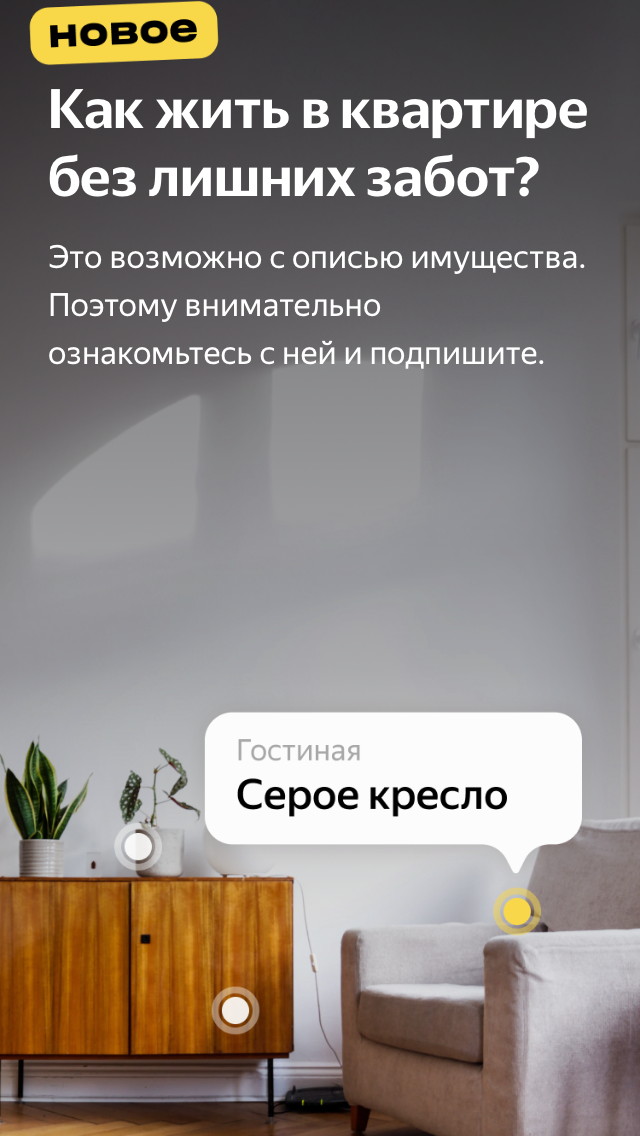 новое
Как жить в квартире
без лишних забот?
Это возможно с описью имущества.
Поэтому внимательно
ознакомьтесь с ней и подпишите.
Гостиная
Серое кресло